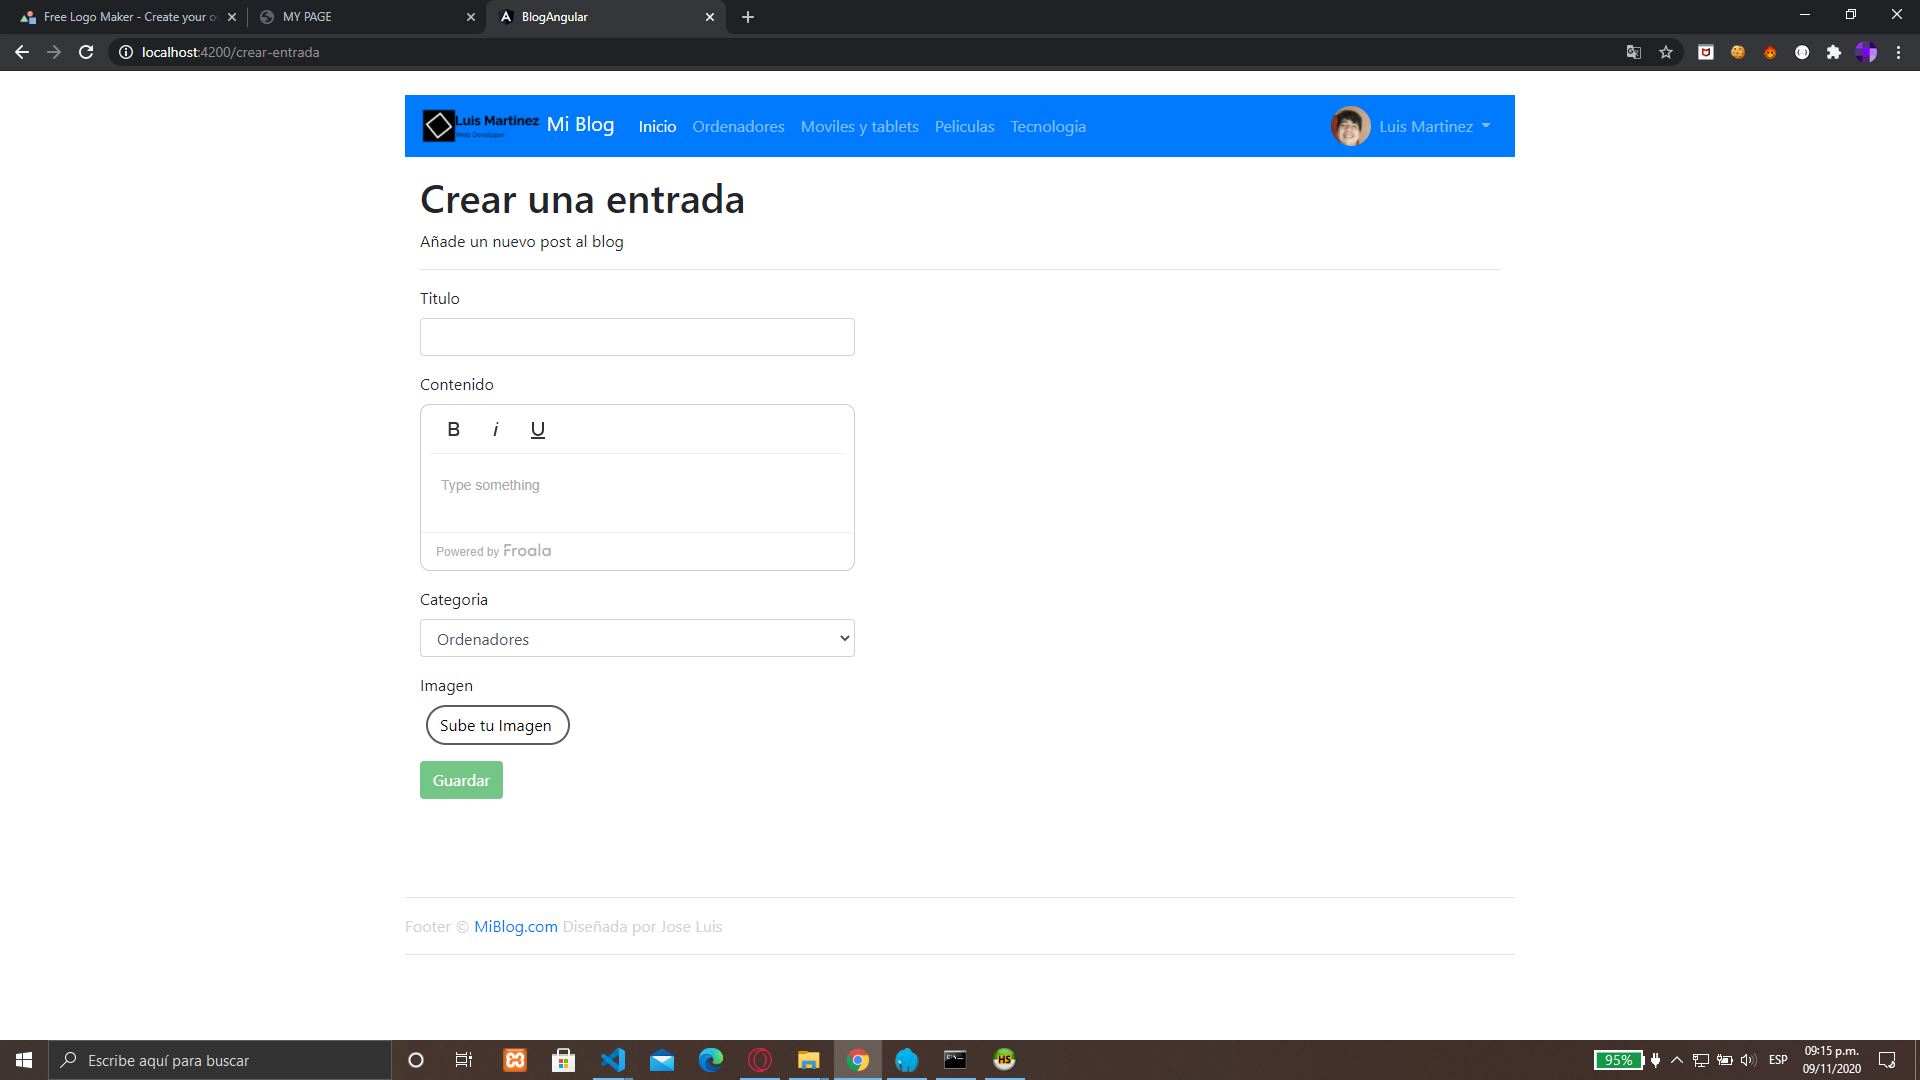 Free Logo Maker - Create your o
MY PAGE
BlogAngular
localhost:4200/crear-entrada
Luis Martinez
Web Developer
Mi Blog
Inicio
Ordenadores
Moviles y tablets
Peliculas
Tecnologia
Luis Martinez
Crear una entrada
Añade un nuevo post al blog
Titulo
Contenido
B i U
Type something
Powered by Froala
Categoria
Ordenadores
Imagen
Sube tu Imagen
Guardar
Footer © MiBlog.com Diseñada por Jose Luis
Escribe aquí para buscar
HS
95%
ESP
09:15 p.m.
09/11/2020